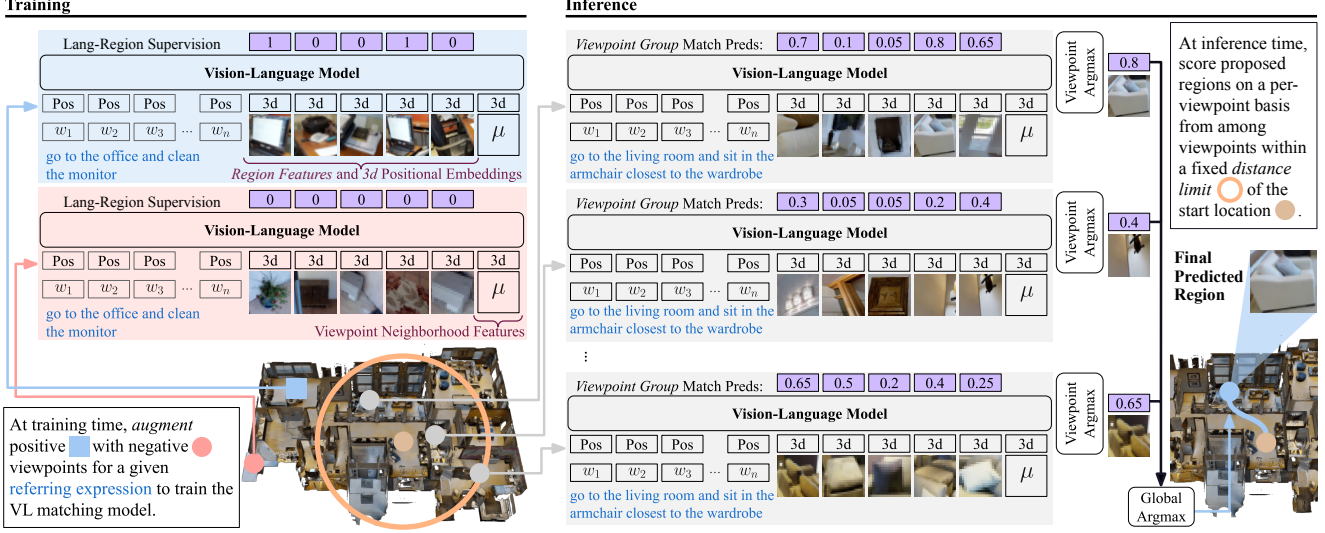 Training
Lang-Region Supervision 1 0 0 1 0
Vision-Language Model
Pos Pos Pos Pos 3d 3d 3d 3d 3d 3d
w1 w2 w3 ... wn μ
go to the office and clean
the monitor
Region Features and 3d Positional Embeddings
Lang-Region Supervision 0 0 0 0 0
Vision-Language Model
Pos Pos Pos Pos 3d 3d 3d 3d 3d 3d
w1 w2 w3 ... wn μ
go to the office and clean
the monitor
Viewpoint Neighborhood Features
At training time, augment
positive with negative
viewpoints for a given
referring expression to train the
VL matching model.
Inference
Viewpoint Group Match Preds: 0.7 0.1 0.05 0.8 0.65
Vision-Language Model
Pos Pos Pos Pos 3d 3d 3d 3d 3d 3d
w1 w2 w3 ... wn μ
go to the living room and sit in the
armchair closest to the wardrobe
Viewpoint
Argmax
0.8
Viewpoint Group Match Preds: 0.3 0.05 0.05 0.2 0.4
Vision-Language Model
Pos Pos Pos Pos 3d 3d 3d 3d 3d 3d
w1 w2 w3 ... wn μ
go to the living room and sit in the
armchair closest to the wardrobe
Viewpoint
Argmax
0.4
...
Viewpoint Group Match Preds: 0.65 0.5 0.2 0.4 0.25
Vision-Language Model
Pos Pos Pos Pos 3d 3d 3d 3d 3d 3d
w1 w2 w3 ... wn μ
go to the living room and sit in the
armchair closest to the wardrobe
Viewpoint
Argmax
0.65
At inference time,
score proposed
regions on a per-
viewpoint basis
from among
viewpoints within
a fixed distance
limit of the
start location .
Final
Predicted
Region
Global
Argmax